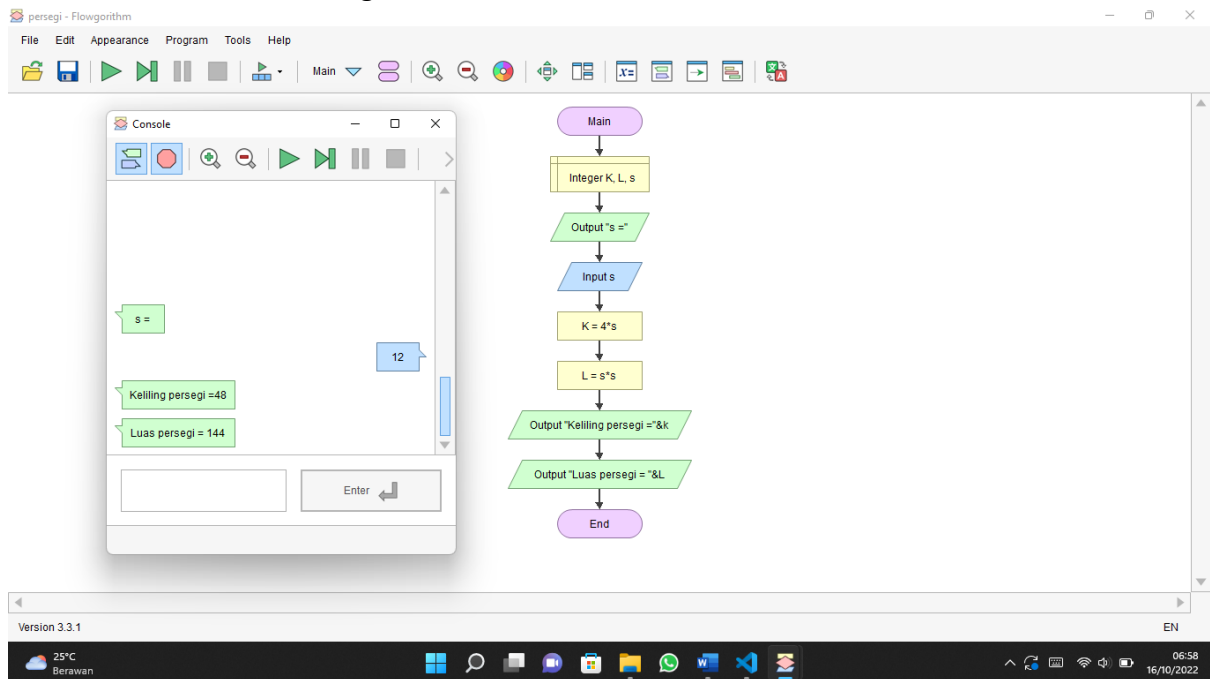 persegi - Flowgorithm
File Edit Appearance Program Tools Help
Main
x=
Console
s =
12
Keliling persegi =48
Luas persegi = 144
Enter
Main
Integer K, L, s
Output "s ="
Input s
K = 4*s
L = s*s
Output "Keliling persegi ="&k
Output "Luas persegi = "&L
End
Version 3.3.1
EN
25°C
Berawan
06:58
16/10/2022